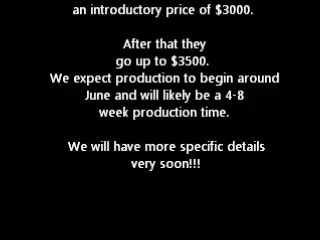 an introductory price of $3000.
After that they
go up to $3500.
We expect production to begin around
June and will likely be a 4-8
week production time.
We will have more specific details
very soon!!!